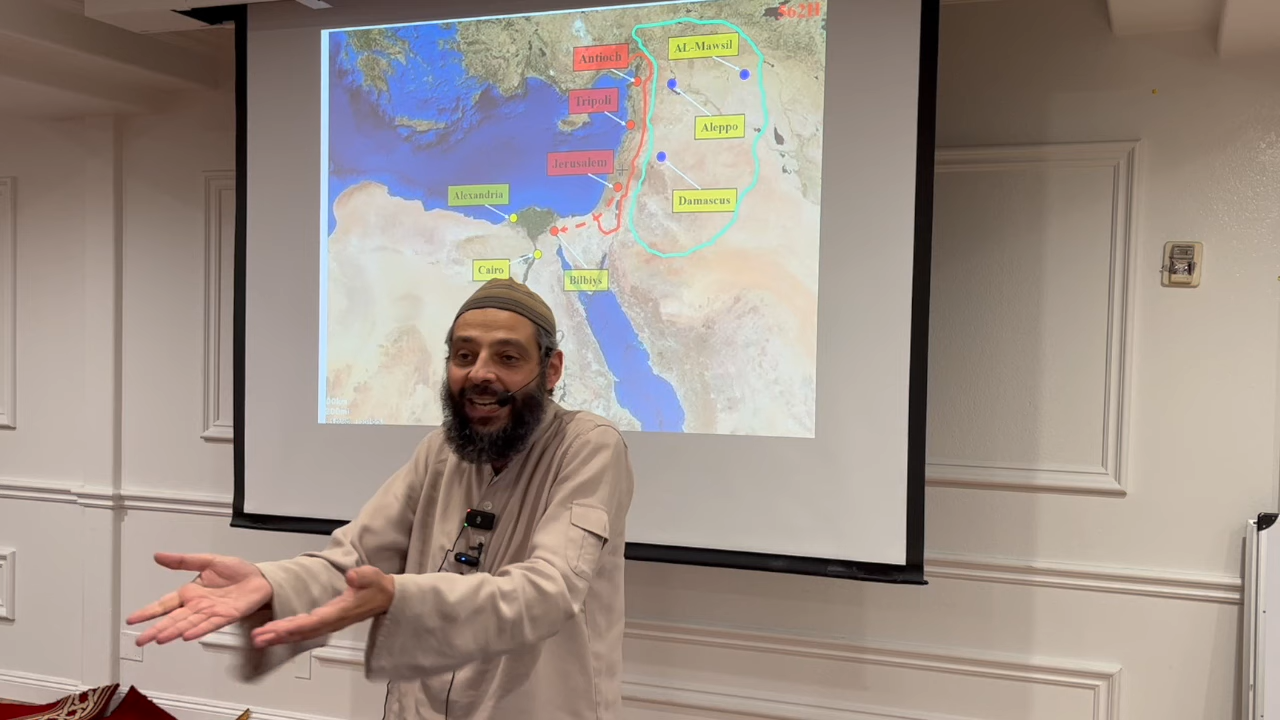 562H
AL-Mawsil
Antioch
Tripoli
Aleppo
Jerusalem
Alexandria
Damascus
Cairo
Bilbiys